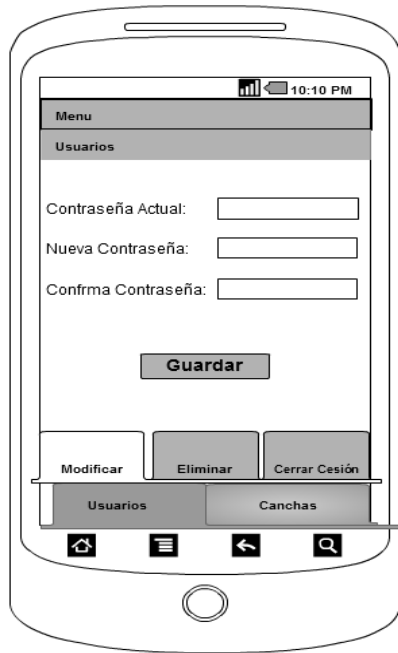 10:10 PM
Menu
Usuarios
Contraseña Actual:
Nueva Contraseña:
Confrma Contraseña:
Guardar
Modificar Eliminar Cerrar Cesión
Usuarios Canchas